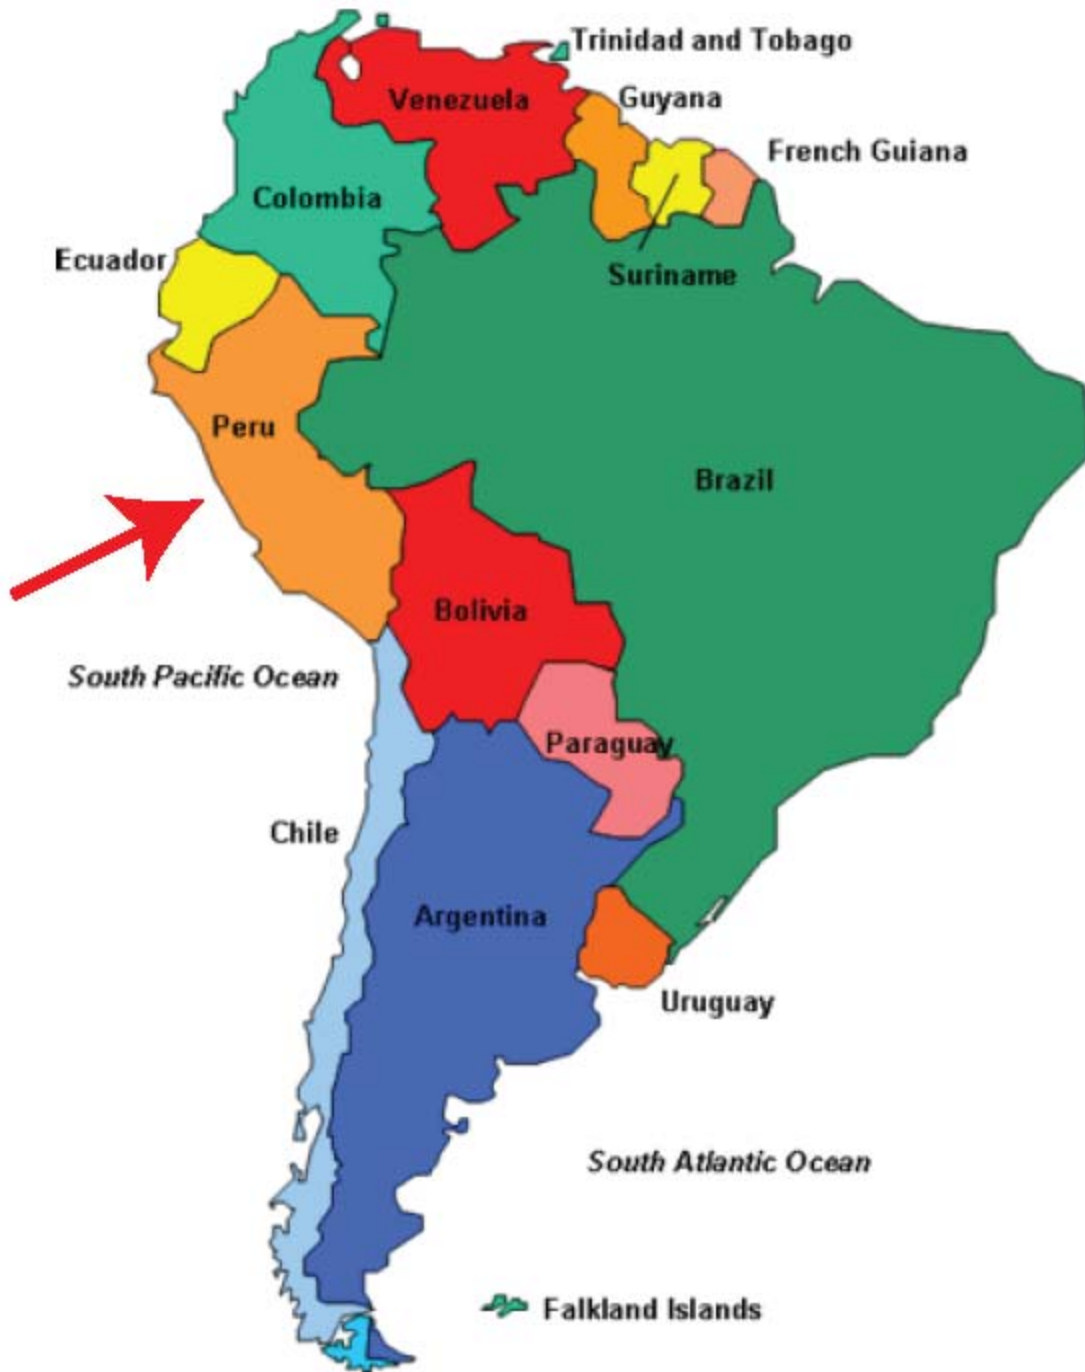 Trinidad and Tobago
Venezuela
Guyana
French Guiana
Colombia
Ecuador
Suriname
Peru
Brazil
Bolivia
South Pacific Ocean
Paraguay
Chile
Argentina
Uruguay
South Atlantic Ocean
Falkland Islands